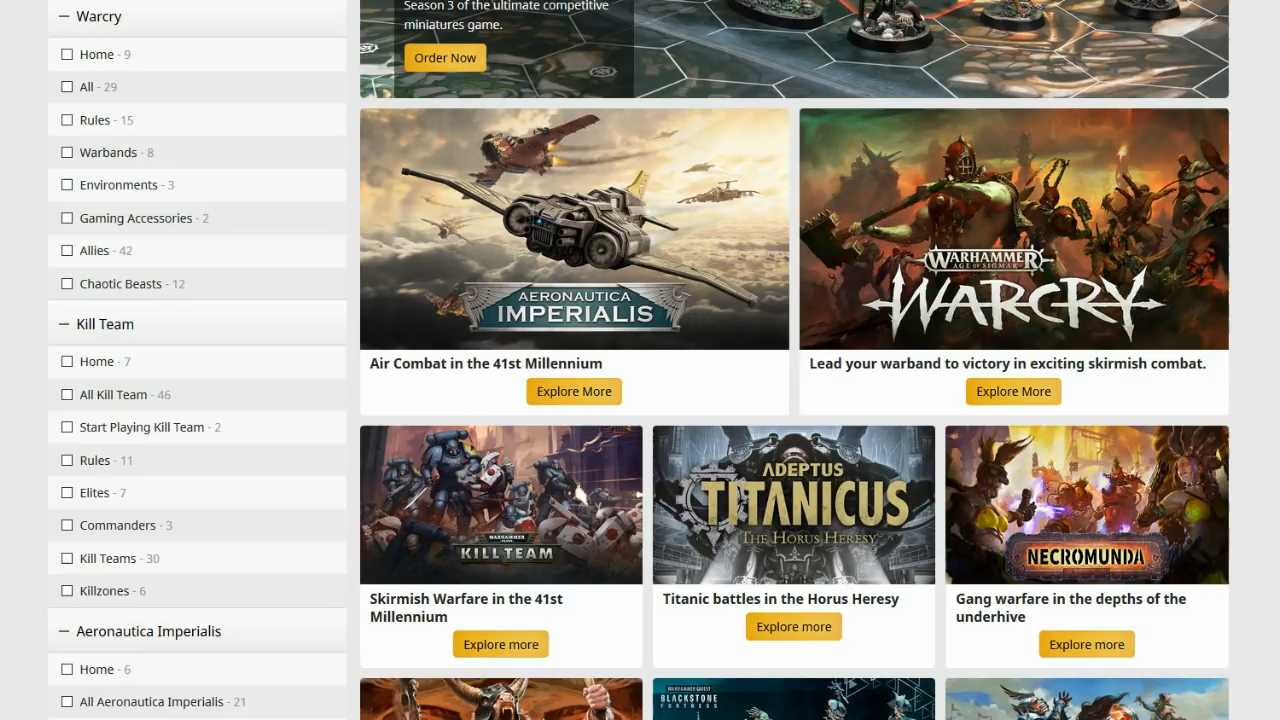 Warcry
Home - 9
All - 29
Rules - 15
Warbands - 8
Environments - 3
Gaming Accessories - 2
Allies - 42
Chaotic Beasts - 12
Kill Team
Home - 7
All Kill Team - 46
Start Playing Kill Team - 2
Rules - 11
Elites - 7
Commanders - 3
Kill Teams - 30
Killzones - 6
Aeronautica Imperialis
Home - 6
All Aeronautica Imperialis - 21
Season 3 of the ultimate competitive
miniatures game.
Order Now
AERONAUTICA
IMPERIALIS
Air Combat in the 41st Millennium
Explore More
WARHAMMER
AGE OF SIGMAR
WARCRY
Lead your warband to victory in exciting skirmish combat.
Explore More
WARHAMMER
KILL TEAM
Skirmish Warfare in the 41st
Millennium
Explore more
ADEPTUS
TITANICUS
THE HORUS HERESY
Titanic battles in the Horus Heresy
Explore more
NECROMUNDA
Gang warfare in the depths of the
underhive
Explore more
WARHAMMER QUEST
BLACKSTONE
FORTRESS